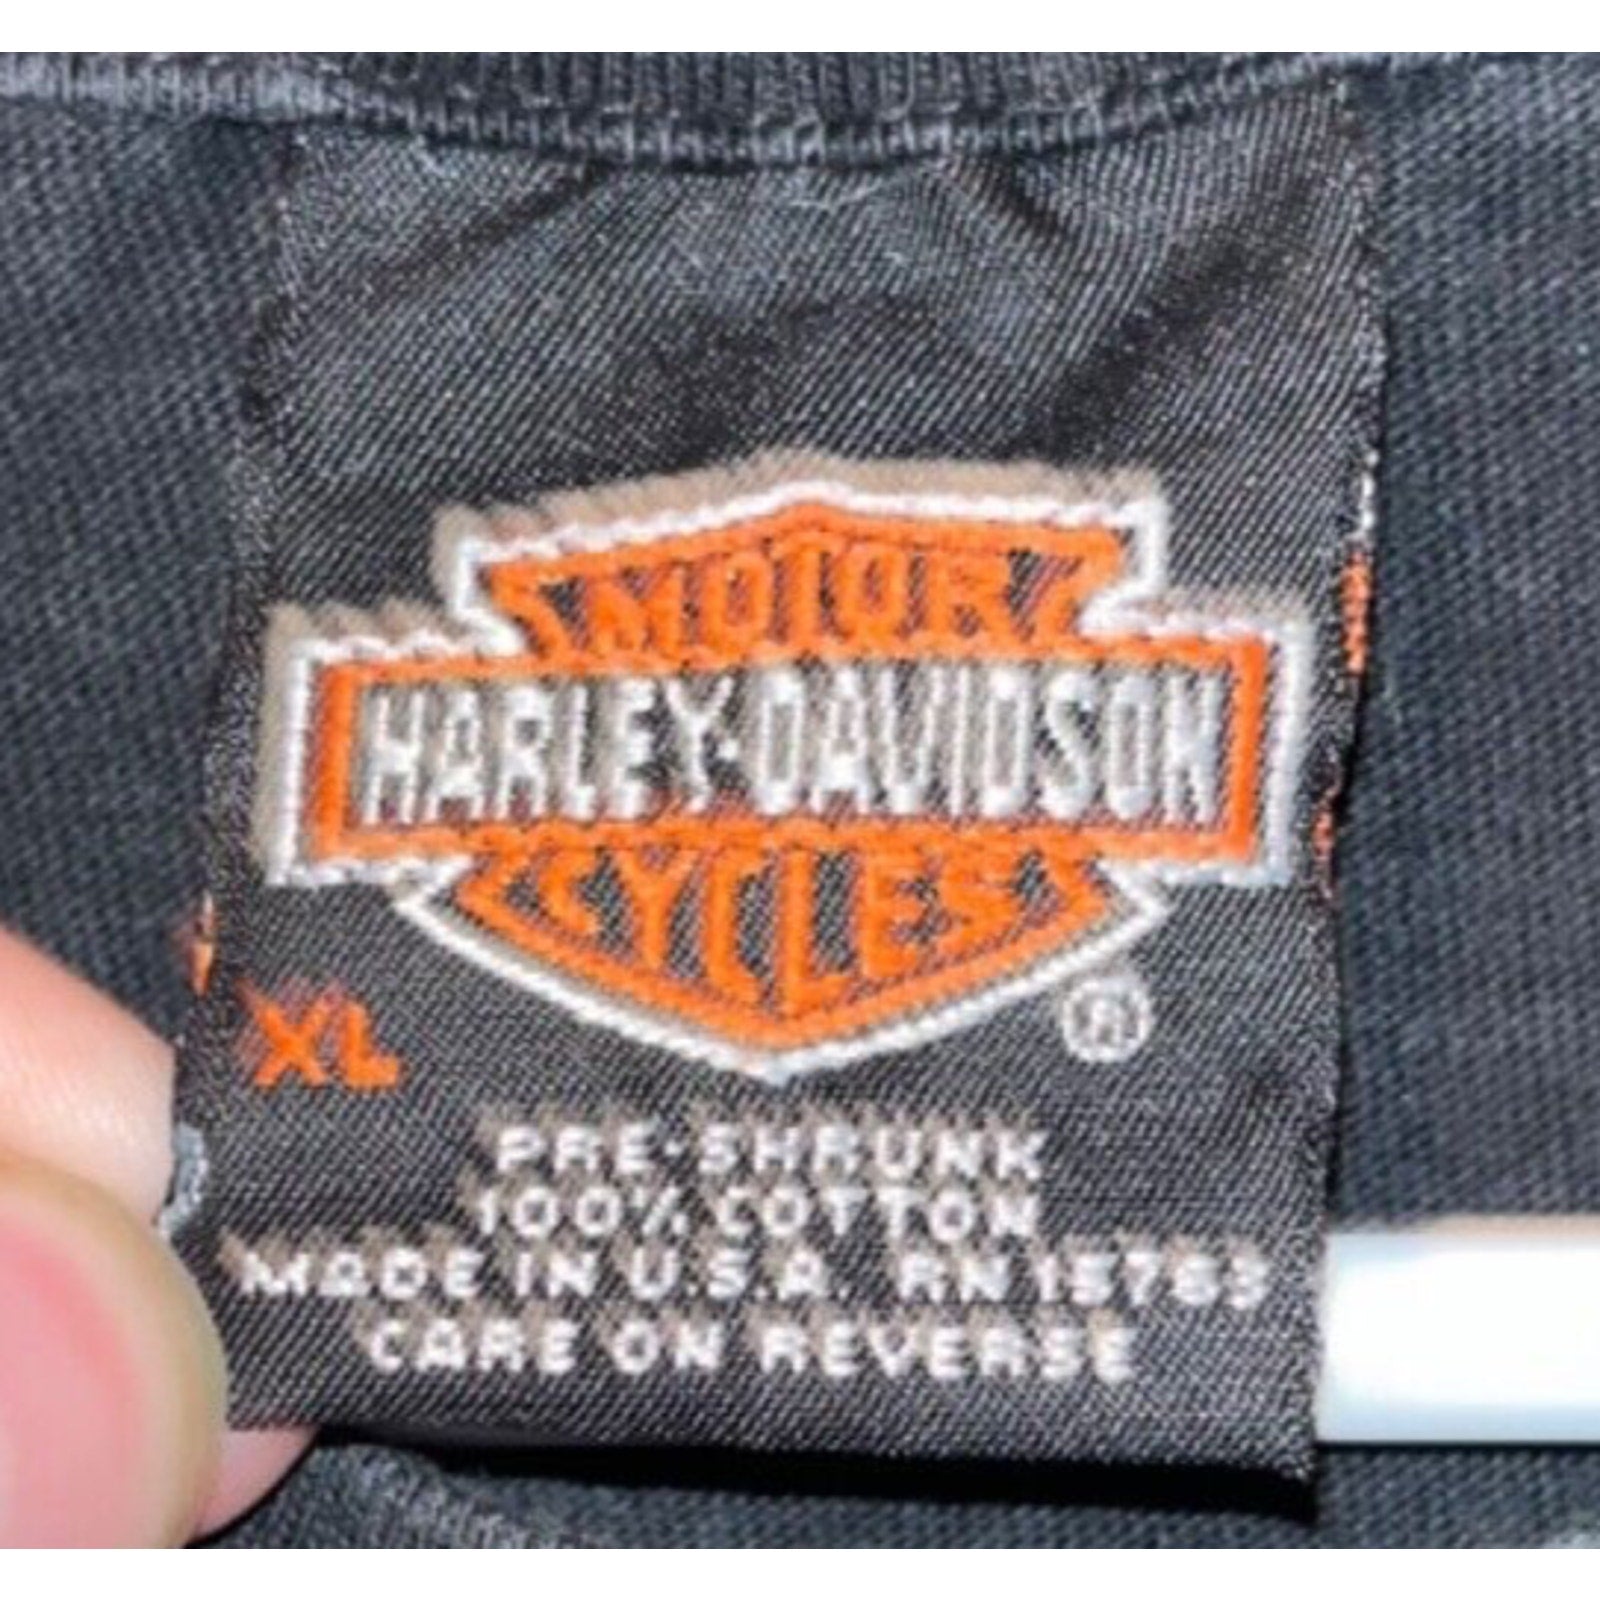 MOTOR
HARLEY-DAVIDSON
CYCLES
®
XL
PRE-SHRUNK
100% COTTON
MADE IN U.S.A. RN 15763
CARE ON REVERSE